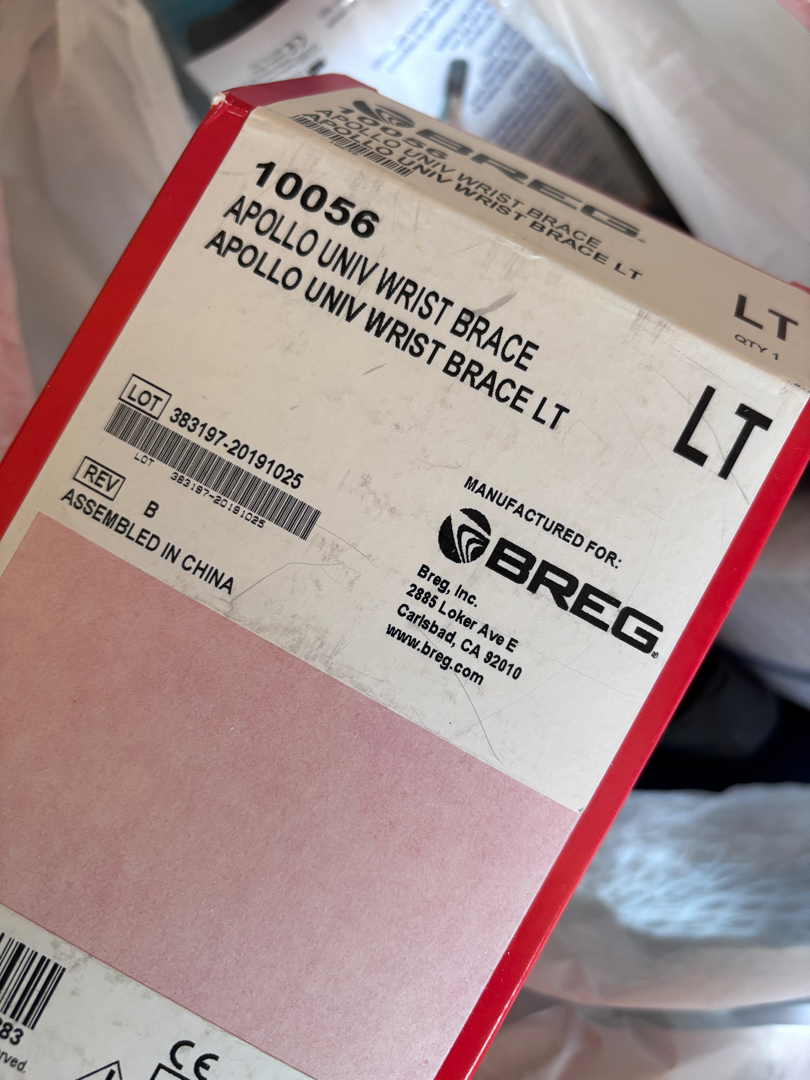 BREG
10056
APOLLO UNIV WRIST BRACE
APOLLO UNIV WRIST BRACE LT
LT
QTY 1
10056
APOLLO UNIV WRIST BRACE
APOLLO UNIV WRIST BRACE LT
LT
LOT 383197-20191025
LOT 383197-20191025
REV B
ASSEMBLED IN CHINA
MANUFACTURED FOR:
BREG
Breg, Inc.
2885 Loker Ave E
Carlsbad, CA 92010
www.breg.com
CE